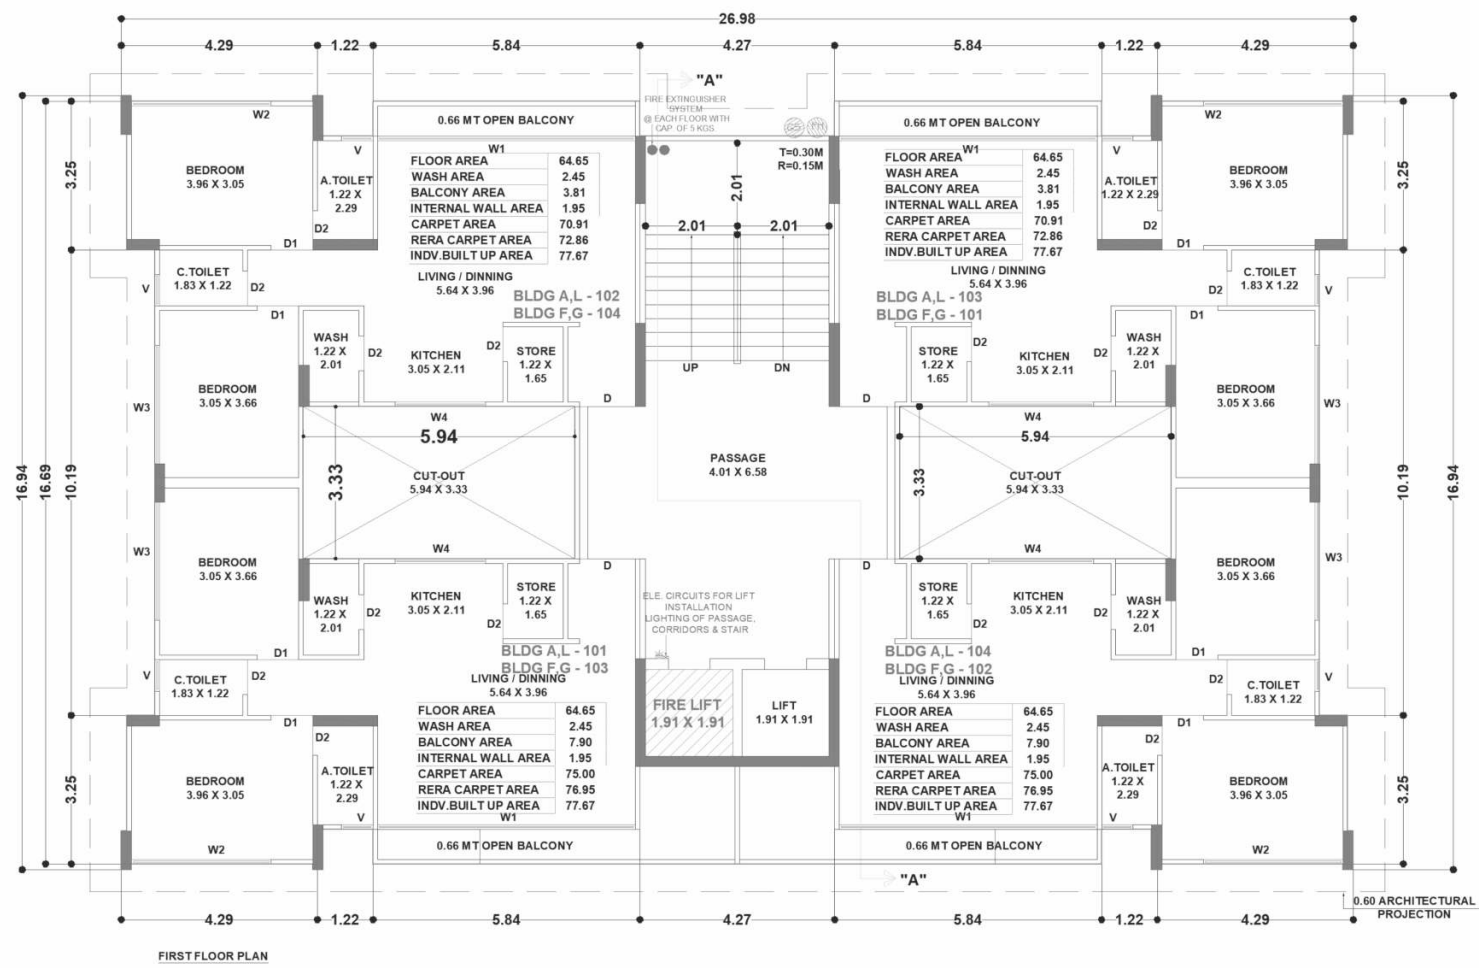 26.98
4.29 1.22 5.84 4.27 5.84 1.22 4.29
"A"
FIRE EXTINGUISHER
SYSTEM
@ EACH FLOOR WITH
CAP. OF 5 KGS.
W2
0.66 MT OPEN BALCONY
0.66 MT OPEN BALCONY
W2
V
W1
T=0.30M
R=0.15M
W1
V
3.25
BEDROOM
3.96 X 3.05
A.TOILET
1.22 X
2.29
D2
D1
FLOOR AREA 64.65
WASH AREA 2.45
BALCONY AREA 3.81
INTERNAL WALL AREA 1.95
CARPET AREA 70.91
RERA CARPET AREA 72.86
INDV.BUILT UP AREA 77.67
LIVING / DINNING
5.64 X 3.96
BLDG A,L - 102
BLDG F,G - 104
2.01
2.01 2.01
UP DN
FLOOR AREA 64.65
WASH AREA 2.45
BALCONY AREA 3.81
INTERNAL WALL AREA 1.95
CARPET AREA 70.91
RERA CARPET AREA 72.86
INDV.BUILT UP AREA 77.67
LIVING / DINNING
5.64 X 3.96
BLDG A,L - 103
BLDG F,G - 101
A.TOILET
1.22 X 2.29
D2
D1
BEDROOM
3.96 X 3.05
3.25
V
C.TOILET
1.83 X 1.22
D2
D1
WASH
1.22 X
2.01
D2
KITCHEN
3.05 X 2.11
D2
STORE
1.22 X
1.65
D
STORE
1.22 X
1.65
D2
KITCHEN
3.05 X 2.11
D2
WASH
1.22 X
2.01
D1
D2
C.TOILET
1.83 X 1.22
V
D
W3
BEDROOM
3.05 X 3.66
BEDROOM
3.05 X 3.66
W3
16.94
16.69
10.19
W4
5.94
3.33
CUT-OUT
5.94 X 3.33
W4
PASSAGE
4.01 X 6.58
W4
5.94
3.33
CUT-OUT
5.94 X 3.33
W4
10.19
16.94
W3
BEDROOM
3.05 X 3.66
BEDROOM
3.05 X 3.66
W3
D
D
WASH
1.22 X
2.01
D2
KITCHEN
3.05 X 2.11
D2
STORE
1.22 X
1.65
ELE. CIRCUITS FOR LIFT
INSTALLATION
LIGHTING OF PASSAGE,
CORRIDORS & STAIR
STORE
1.22 X
1.65
D2
KITCHEN
3.05 X 2.11
D2
WASH
1.22 X
2.01
D1
D1
V
C.TOILET
1.83 X 1.22
D2
BLDG A,L - 101
BLDG F,G - 103
LIVING / DINNING
5.64 X 3.96
FIRE LIFT
1.91 X 1.91
LIFT
1.91 X 1.91
BLDG A,L - 104
BLDG F,G - 102
LIVING / DINNING
5.64 X 3.96
D2
C.TOILET
1.83 X 1.22
V
D1
D2
3.25
BEDROOM
3.96 X 3.05
A.TOILET
1.22 X
2.29
V
W2
FLOOR AREA 64.65
WASH AREA 2.45
BALCONY AREA 7.90
INTERNAL WALL AREA 1.95
CARPET AREA 75.00
RERA CARPET AREA 76.95
INDV.BUILT UP AREA 77.67
W1
FLOOR AREA 64.65
WASH AREA 2.45
BALCONY AREA 7.90
INTERNAL WALL AREA 1.95
CARPET AREA 75.00
RERA CARPET AREA 76.95
INDV.BUILT UP AREA 77.67
W1
D1
D2
A.TOILET
1.22 X
2.29
V
BEDROOM
3.96 X 3.05
W2
3.25
0.66 MT OPEN BALCONY
0.66 MT OPEN BALCONY
"A"
0.60 ARCHITECTURAL
PROJECTION
4.29 1.22 5.84 4.27 5.84 1.22 4.29
FIRST FLOOR PLAN